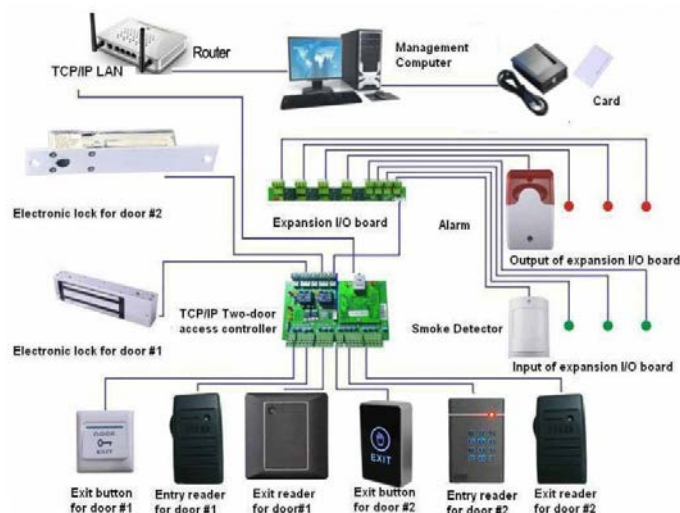 Router
TCP/IP LAN
Management
Computer
Card
Electronic lock for door #2
Expansion I/O board
Alarm
Output of expansion I/O board
TCP/IP Two-door
access controller
Smoke Detector
Electronic lock for door #1
Input of expansion I/O board
DOOR
EXIT
EXIT
Exit button
for door #1
Entry reader
for door #1
Exit reader
for door#1
Exit button
for door #2
Entry reader
for door #2
Exit reader
for door #2